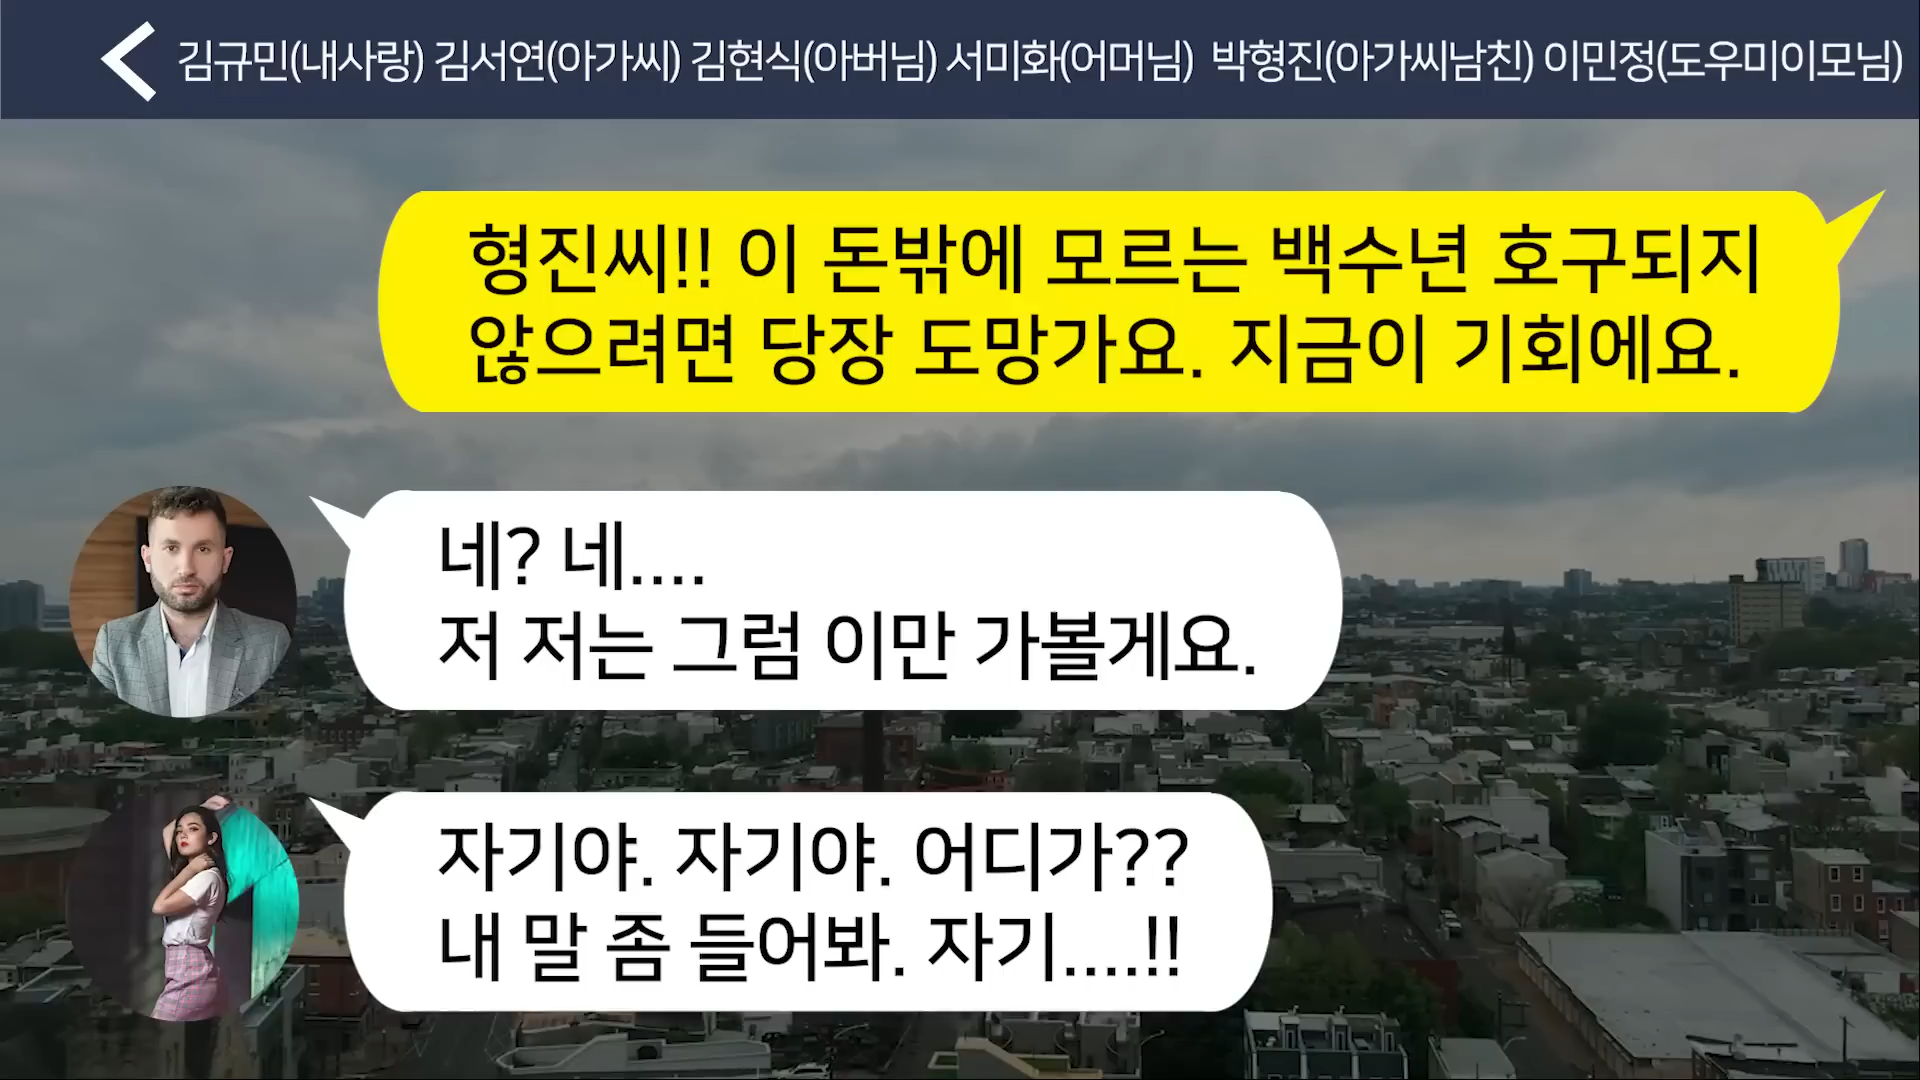 김규민(내사랑) 김서연(아가씨) 김현식(아버님) 서미화(어머님) 박형진(아가씨남친) 이민정(도우미이모님)
형진씨!! 이 돈밖에 모르는 백수년 호구되지
않으려면 당장 도망가요. 지금이 기회에요.
네? 네....
저 저는 그럼 이만 가볼게요.
자기야. 자기야. 어디가??
내 말 좀 들어봐. 자기....!!